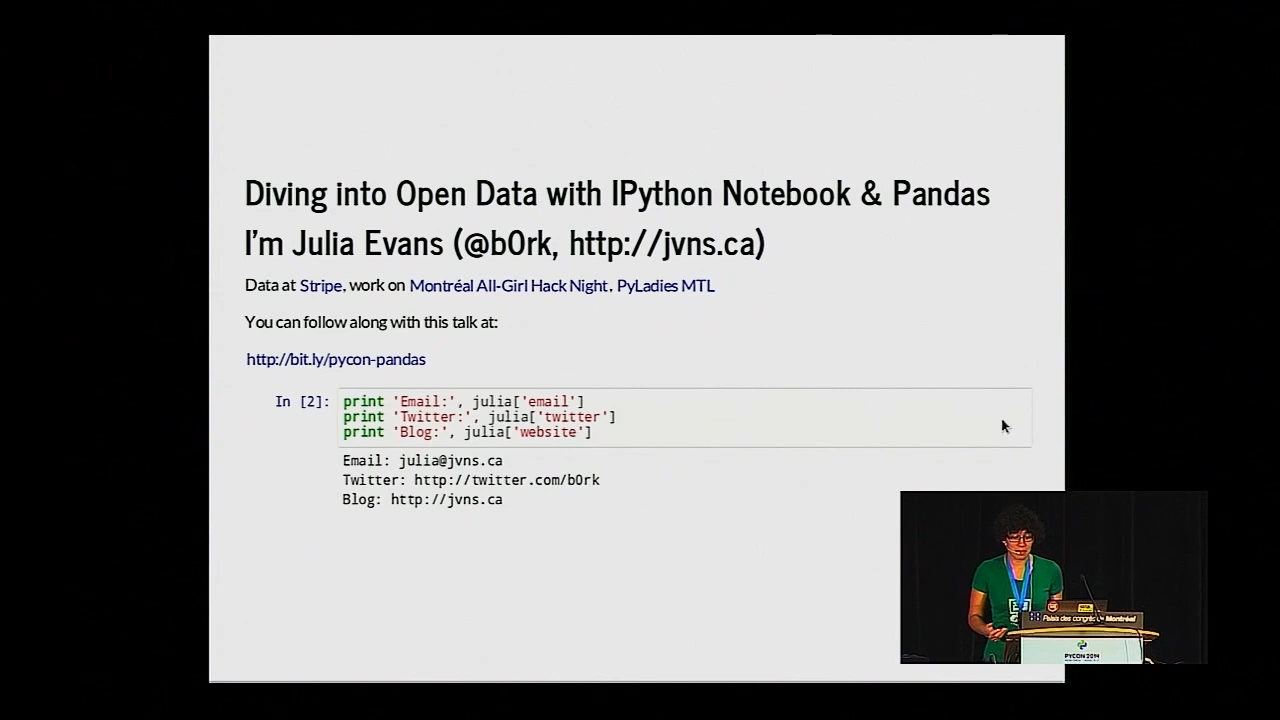 Diving into Open Data with IPython Notebook & Pandas
I'm Julia Evans (@b0rk, http://jvns.ca)
Data at Stripe, work on Montréal All-Girl Hack Night, PyLadies MTL
You can follow along with this talk at:
http://bit.ly/pycon-pandas
In [2]: print 'Email:', julia['email']
print 'Twitter:', julia['twitter']
print 'Blog:', julia['website']
Email: julia@jvns.ca
Twitter: http://twitter.com/b0rk
Blog: http://jvns.ca
Palais des congrès de Montréal
PYCON 2014